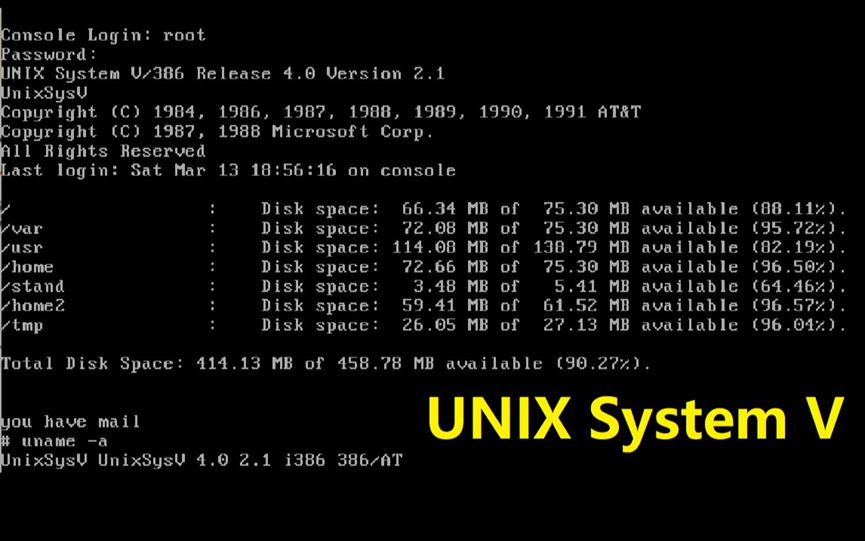 Console Login: root
Password:
UNIX System V/386 Release 4.0 Version 2.1
UnixSysV
Copyright (C) 1984, 1986, 1987, 1988, 1989, 1990, 1991 AT&T
Copyright (C) 1987, 1988 Microsoft Corp.
All Rights Reserved
Last login: Sat Mar 13 18:56:16 on console
/ : Disk space: 66.34 MB of 75.30 MB available (88.11%).
/var : Disk space: 72.08 MB of 75.30 MB available (95.72%).
/usr : Disk space: 114.08 MB of 138.79 MB available (82.19%).
/home : Disk space: 72.66 MB of 75.30 MB available (96.50%).
/stand : Disk space: 3.48 MB of 5.41 MB available (64.46%).
/home2 : Disk space: 59.41 MB of 61.52 MB available (96.57%).
/tmp : Disk space: 26.05 MB of 27.13 MB available (96.04%).
Total Disk Space: 414.13 MB of 458.78 MB available (90.27%).
you have mail
# uname -a
UnixSysV UnixSysV 4.0 2.1 i386 386/AT
UNIX System V